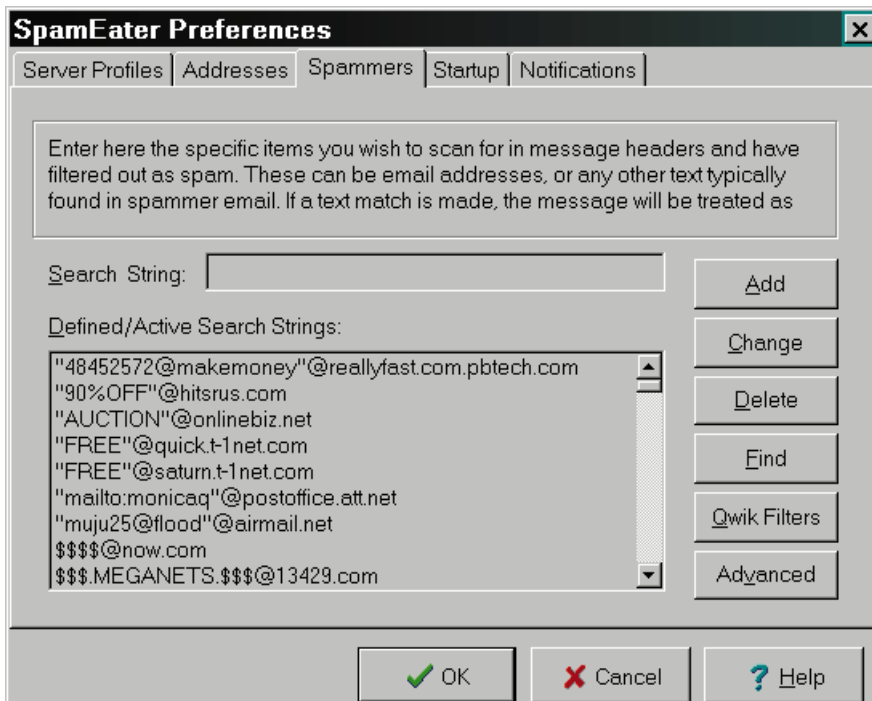 SpamEater Preferences
Server Profiles
Addresses
Spammers
Startup
Notifications
Enter here the specific items you wish to scan for in message headers and have
filtered out as spam. These can be email addresses, or any other text typically
found in spammer email. If a text match is made, the message will be treated as
Search String:
Add
Defined/Active Search Strings:
Change
"48452572@makemoney"@reallyfast.com.pbtech.com
"90%OFF"@hitsrus.com
Delete
"AUCTION"@onlinebiz.net
"FREE"@quick.t-1net.com
Find
"FREE"@saturn.t-1net.com
"mailto:monicaq"@postoffice.att.net
Qwik Filters
"muju25@flood"@airmail.net
$$$$@now.com
Advanced
$$$.MEGANETS.$$$@13429.com
OK
Cancel
Help